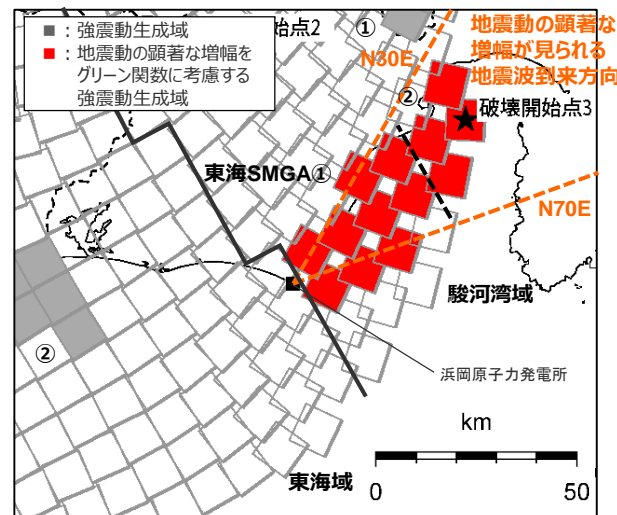 ■ : 強震動生成域
■ : 地震動の顕著な増幅を
グリーン関数に考慮する
強震動生成域
始点2
①
地震動の顕著な
増幅が見られる
地震波到来方向
N30E
②
破壊開始点3
東海SMGA①
N70E
駿河湾域
②
浜岡原子力発電所
km
東海域
0
50